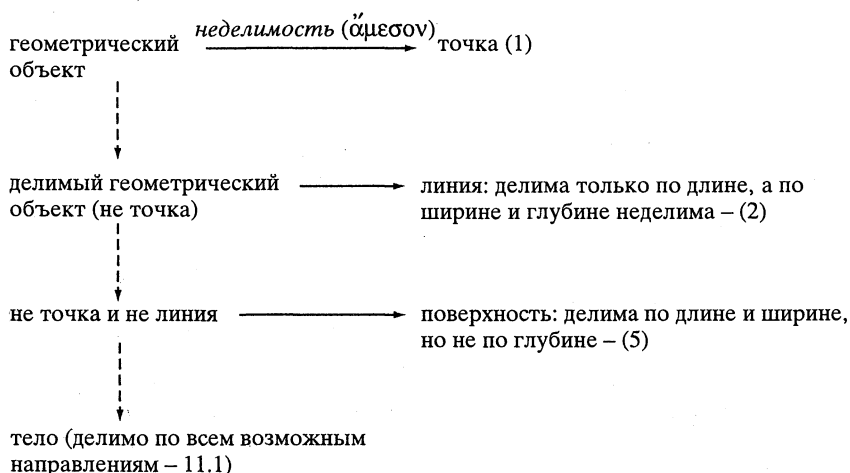 неделимость (ἄμεσον)
геометрический объект
точка (1)
делимый геометрический
объект (не точка)
линия: делима только по длине, а по
ширине и глубине неделима – (2)
не точка и не линия
поверхность: делима по длине и ширине,
но не по глубине – (5)
тело (делимо по всем возможным
направлениям – 11.1)